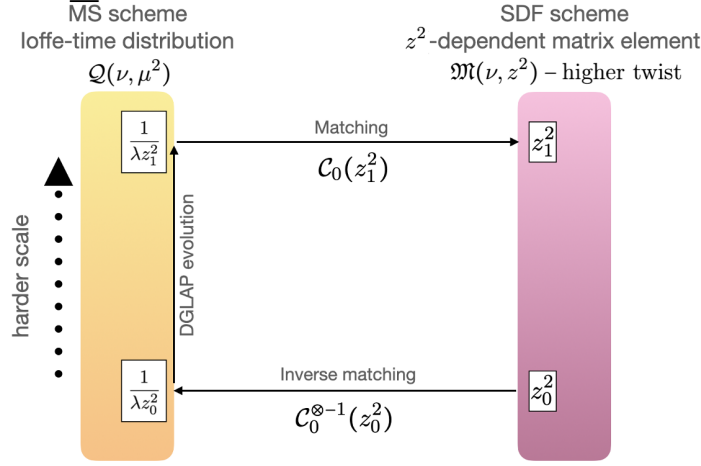 M̅S̅ scheme
Ioffe-time distribution
𝒬(ν, μ²)
SDF scheme
z²-dependent matrix element
𝔐(ν, z²) – higher twist
1/λz₁²
Matching
𝒞₀(z₁²)
z₁²
harder scale
DGLAP evolution
1/λz₀²
Inverse matching
𝒞₀^{⊗−1}(z₀²)
z₀²